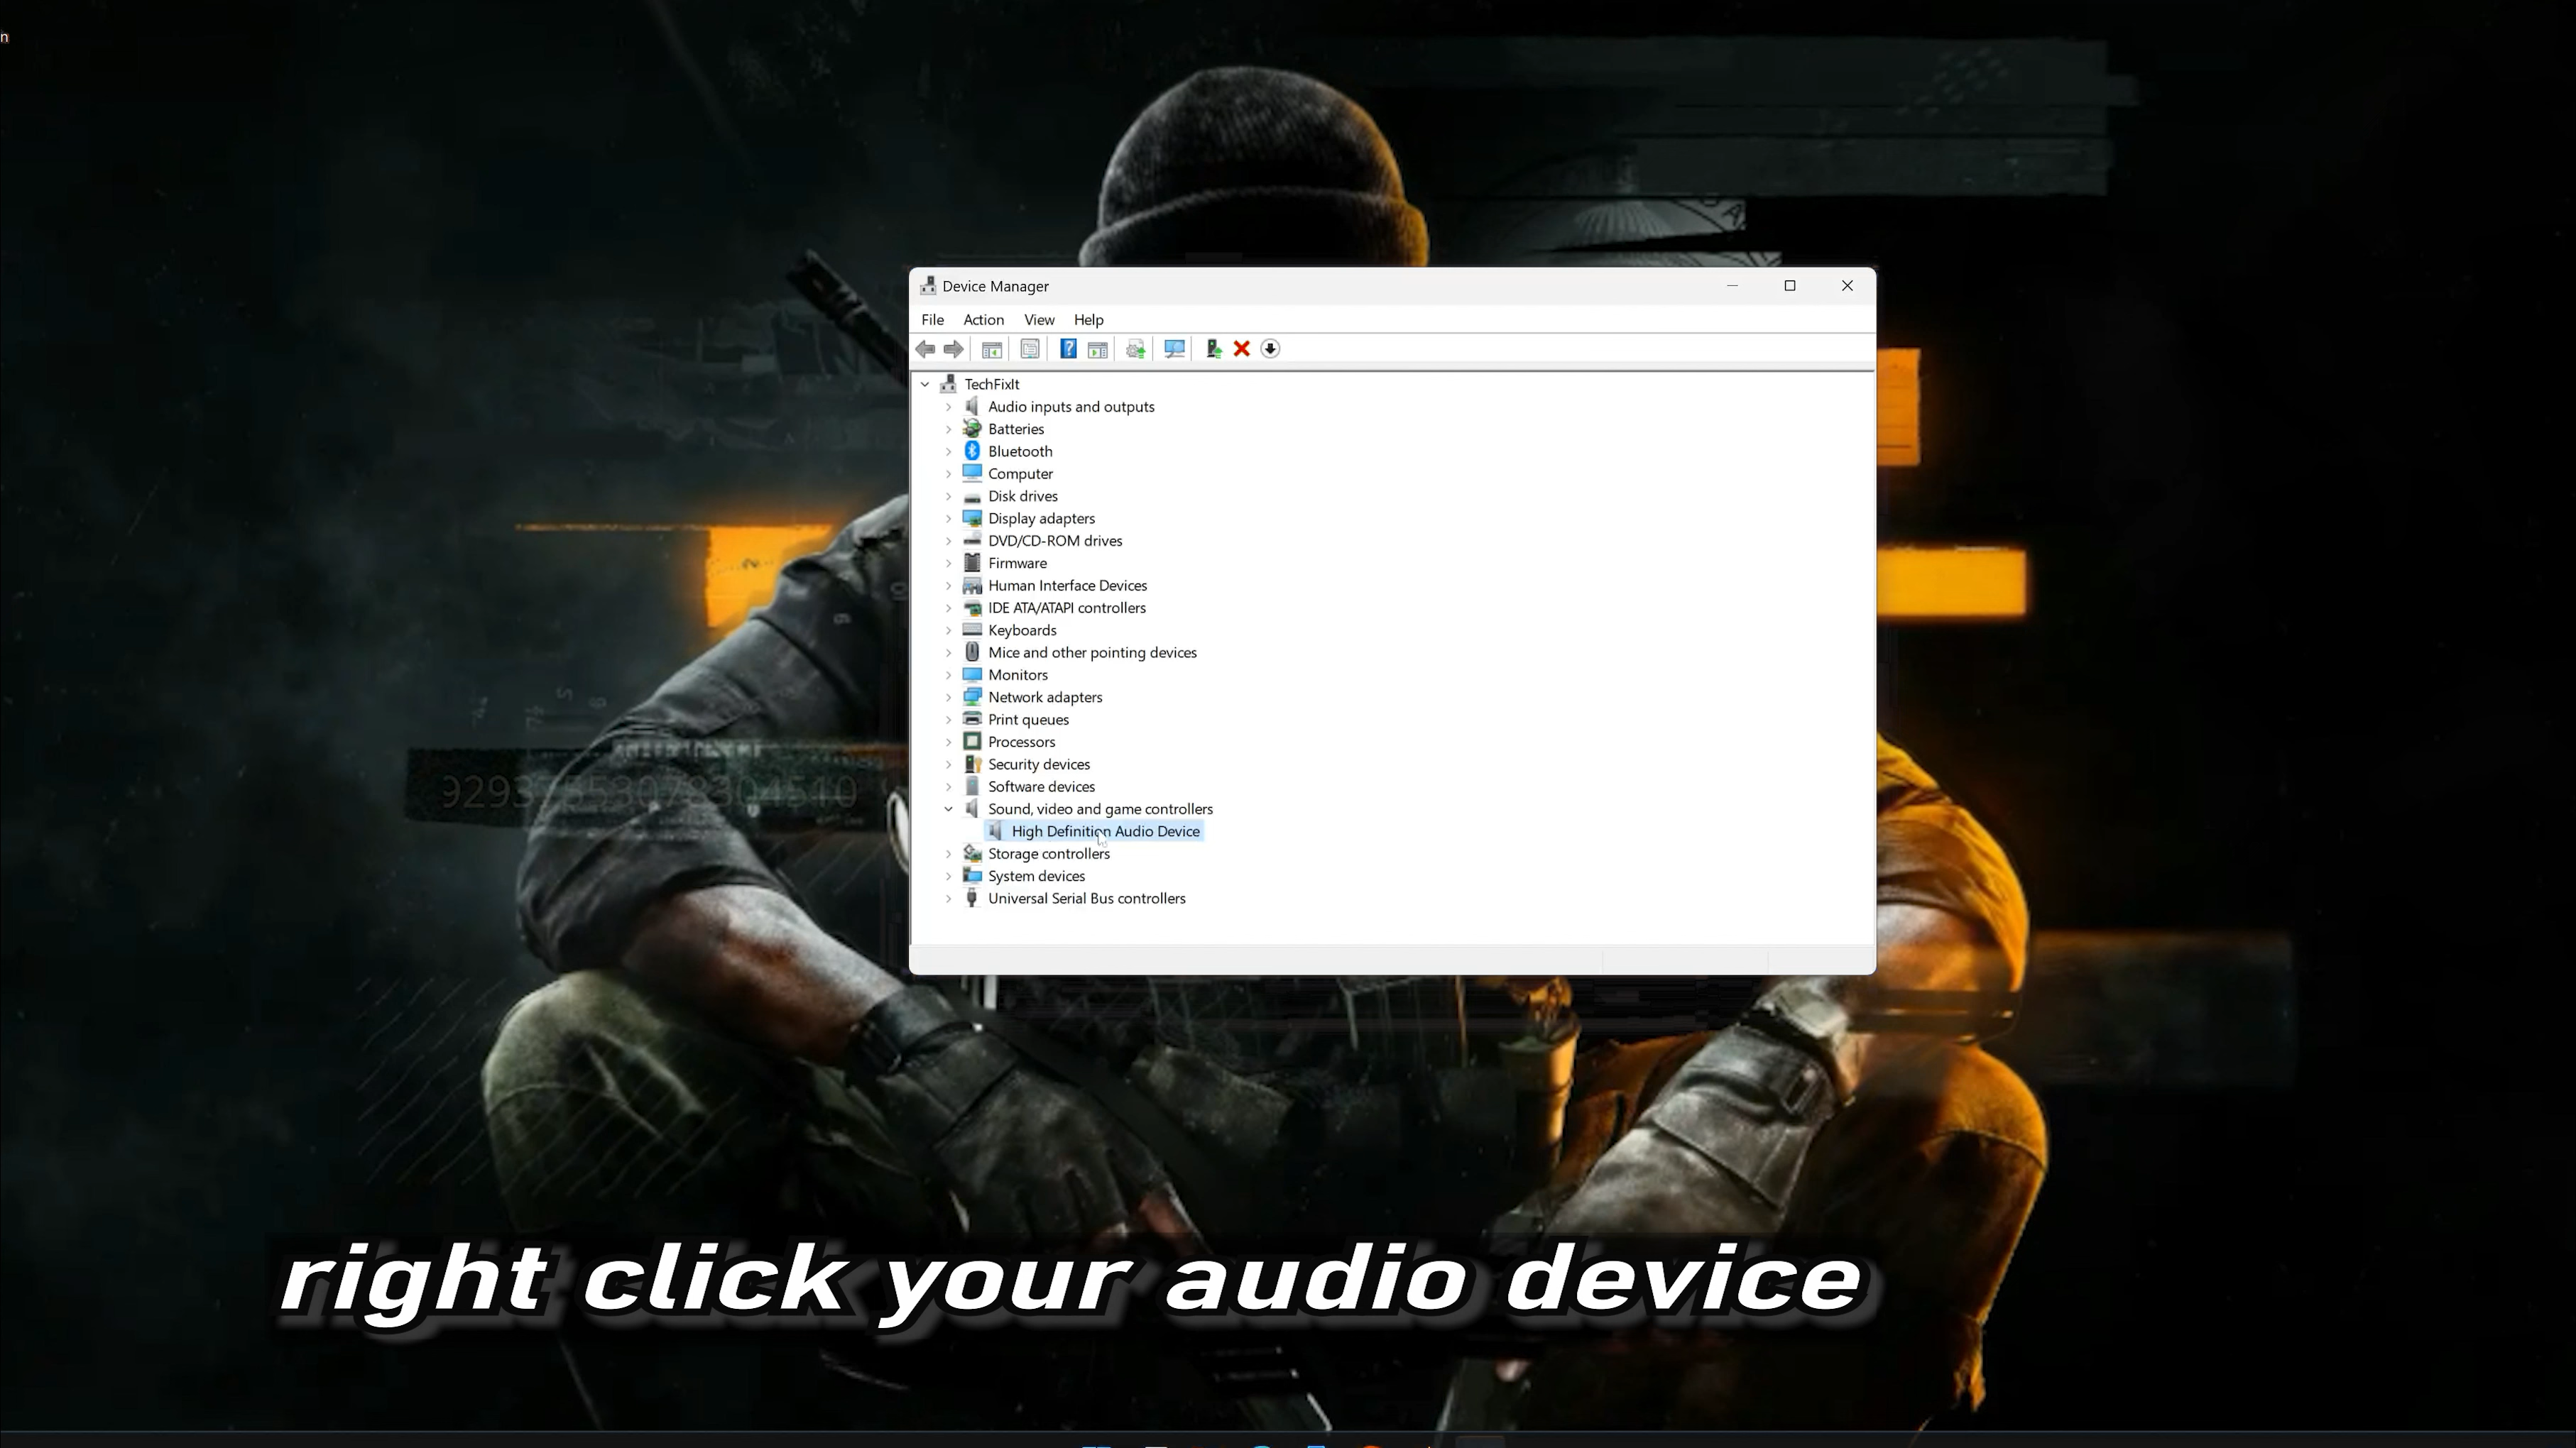 n
Device Manager
File Action View Help
TechFixIt
Audio inputs and outputs
Batteries
Bluetooth
Computer
Disk drives
Display adapters
DVD/CD-ROM drives
Firmware
Human Interface Devices
IDE ATA/ATAPI controllers
Keyboards
Mice and other pointing devices
Monitors
Network adapters
Print queues
Processors
Security devices
Software devices
Sound, video and game controllers
High Definition Audio Device
Storage controllers
System devices
Universal Serial Bus controllers
right click your audio device